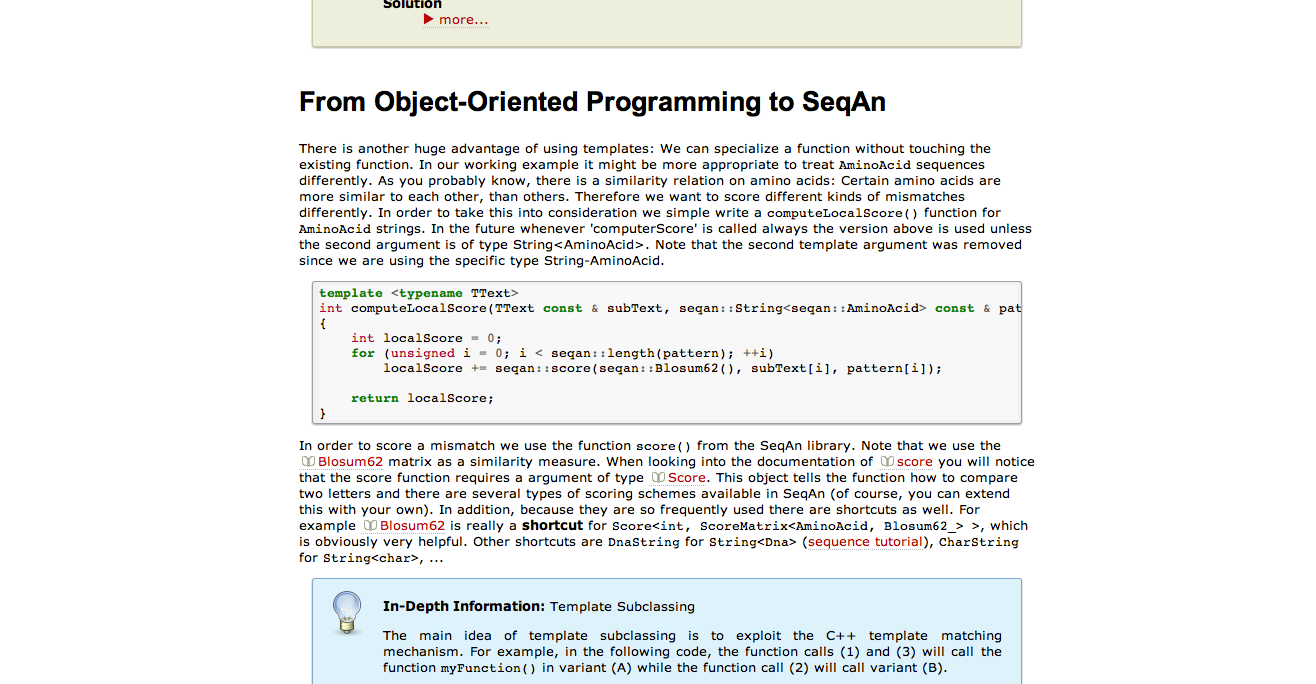 Solution
more...
From Object-Oriented Programming to SeqAn
There is another huge advantage of using templates: We can specialize a function without touching the
existing function. In our working example it might be more appropriate to treat AminoAcid sequences
differently. As you probably know, there is a similarity relation on amino acids: Certain amino acids are
more similar to each other, than others. Therefore we want to score different kinds of mismatches
differently. In order to take this into consideration we simple write a computeLocalScore() function for
AminoAcid strings. In the future whenever 'computerScore' is called always the version above is used unless
the second argument is of type String<AminoAcid>. Note that the second template argument was removed
since we are using the specific type String-AminoAcid.
template <typename TText>
int computeLocalScore(TText const & subText, seqan::String<seqan::AminoAcid> const & pat
{
    int localScore = 0;
    for (unsigned i = 0; i < seqan::length(pattern); ++i)
        localScore += seqan::score(seqan::Blosum62(), subText[i], pattern[i]);
    return localScore;
}
In order to score a mismatch we use the function score() from the SeqAn library. Note that we use the
Blosum62 matrix as a similarity measure. When looking into the documentation of score you will notice
that the score function requires a argument of type Score. This object tells the function how to compare
two letters and there are several types of scoring schemes available in SeqAn (of course, you can extend
this with your own). In addition, because they are so frequently used there are shortcuts as well. For
example Blosum62 is really a shortcut for Score<int, ScoreMatrix<AminoAcid, Blosum62_> >, which
is obviously very helpful. Other shortcuts are DnaString for String<Dna> (sequence tutorial), CharString
for String<char>, ...
In-Depth Information: Template Subclassing
The main idea of template subclassing is to exploit the C++ template matching
mechanism. For example, in the following code, the function calls (1) and (3) will call the
function myFunction() in variant (A) while the function call (2) will call variant (B).